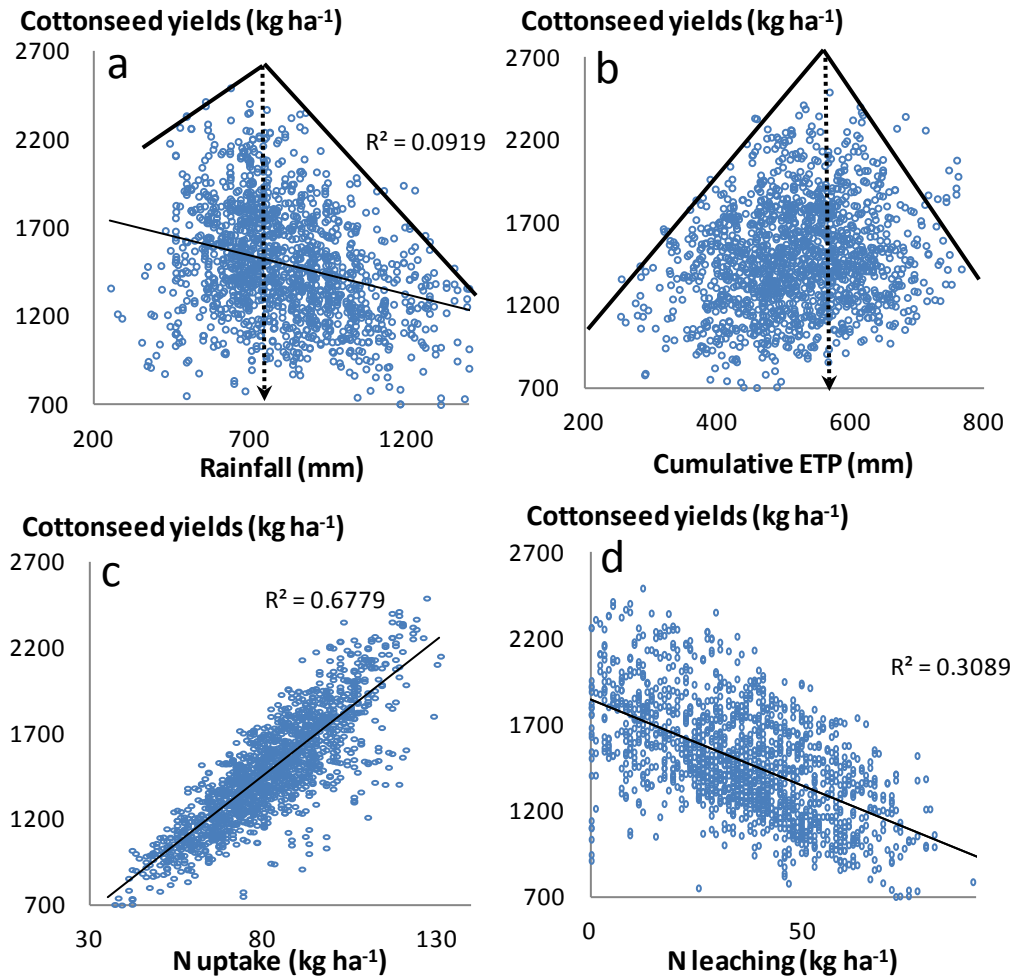 Cottonseed yields (kg ha⁻¹)
a
2700
2200
1700
1200
700
R² = 0.0919
200 700 1200
Rainfall (mm)
Cottonseed yields (kg ha⁻¹)
b
2700
2200
1700
1200
700
200 400 600 800
Cumulative ETP (mm)
Cottonseed yields (kg ha⁻¹)
c
2700
2200
1700
1200
700
R² = 0.6779
30 80 130
N uptake (kg ha⁻¹)
Cottonseed yields (kg ha⁻¹)
d
2700
2200
1700
1200
700
R² = 0.3089
0 50
N leaching (kg ha⁻¹)